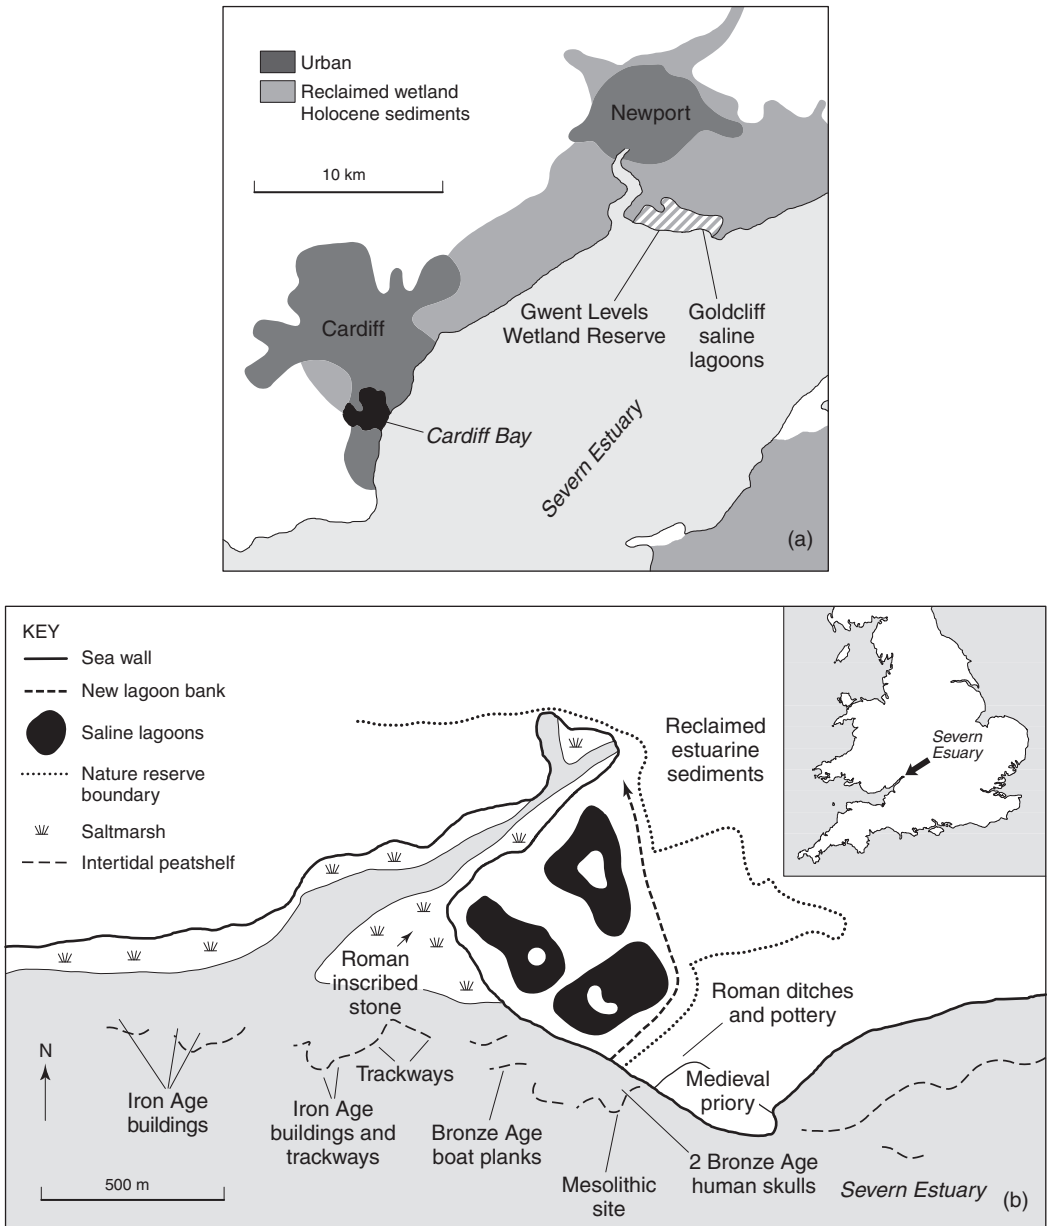 Urban
Reclaimed wetland
Holocene sediments
10 km
Newport
Cardiff
Gwent Levels
Wetland Reserve
Goldcliff
saline
lagoons
Cardiff Bay
Severn Estuary
(a)
KEY
Sea wall
New lagoon bank
Saline lagoons
Nature reserve
boundary
Saltmarsh
Intertidal peatshelf
Reclaimed
estuarine
sediments
Severn
Esuary
Roman
inscribed
stone
Roman ditches
and pottery
N
Trackways
Medieval
priory
Iron Age
buildings
Iron Age
buildings and
trackways
Bronze Age
boat planks
Mesolithic
site
2 Bronze Age
human skulls
500 m
Severn Estuary
(b)